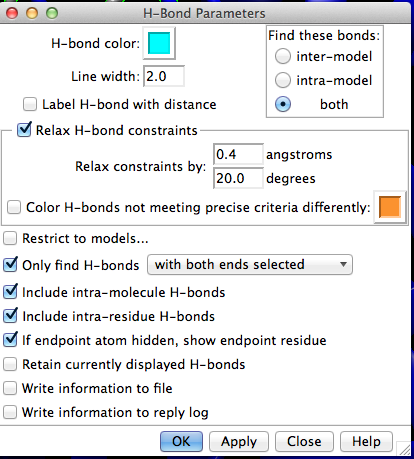 H-Bond Parameters
H-bond color:
Find these bonds:
inter-model
Line width: 2.0
intra-model
Label H-bond with distance
both
Relax H-bond constraints
Relax constraints by: 0.4 angstroms
20.0 degrees
Color H-bonds not meeting precise criteria differently:
Restrict to models...
Only find H-bonds with both ends selected
Include intra-molecule H-bonds
Include intra-residue H-bonds
If endpoint atom hidden, show endpoint residue
Retain currently displayed H-bonds
Write information to file
Write information to reply log
OK Apply Close Help